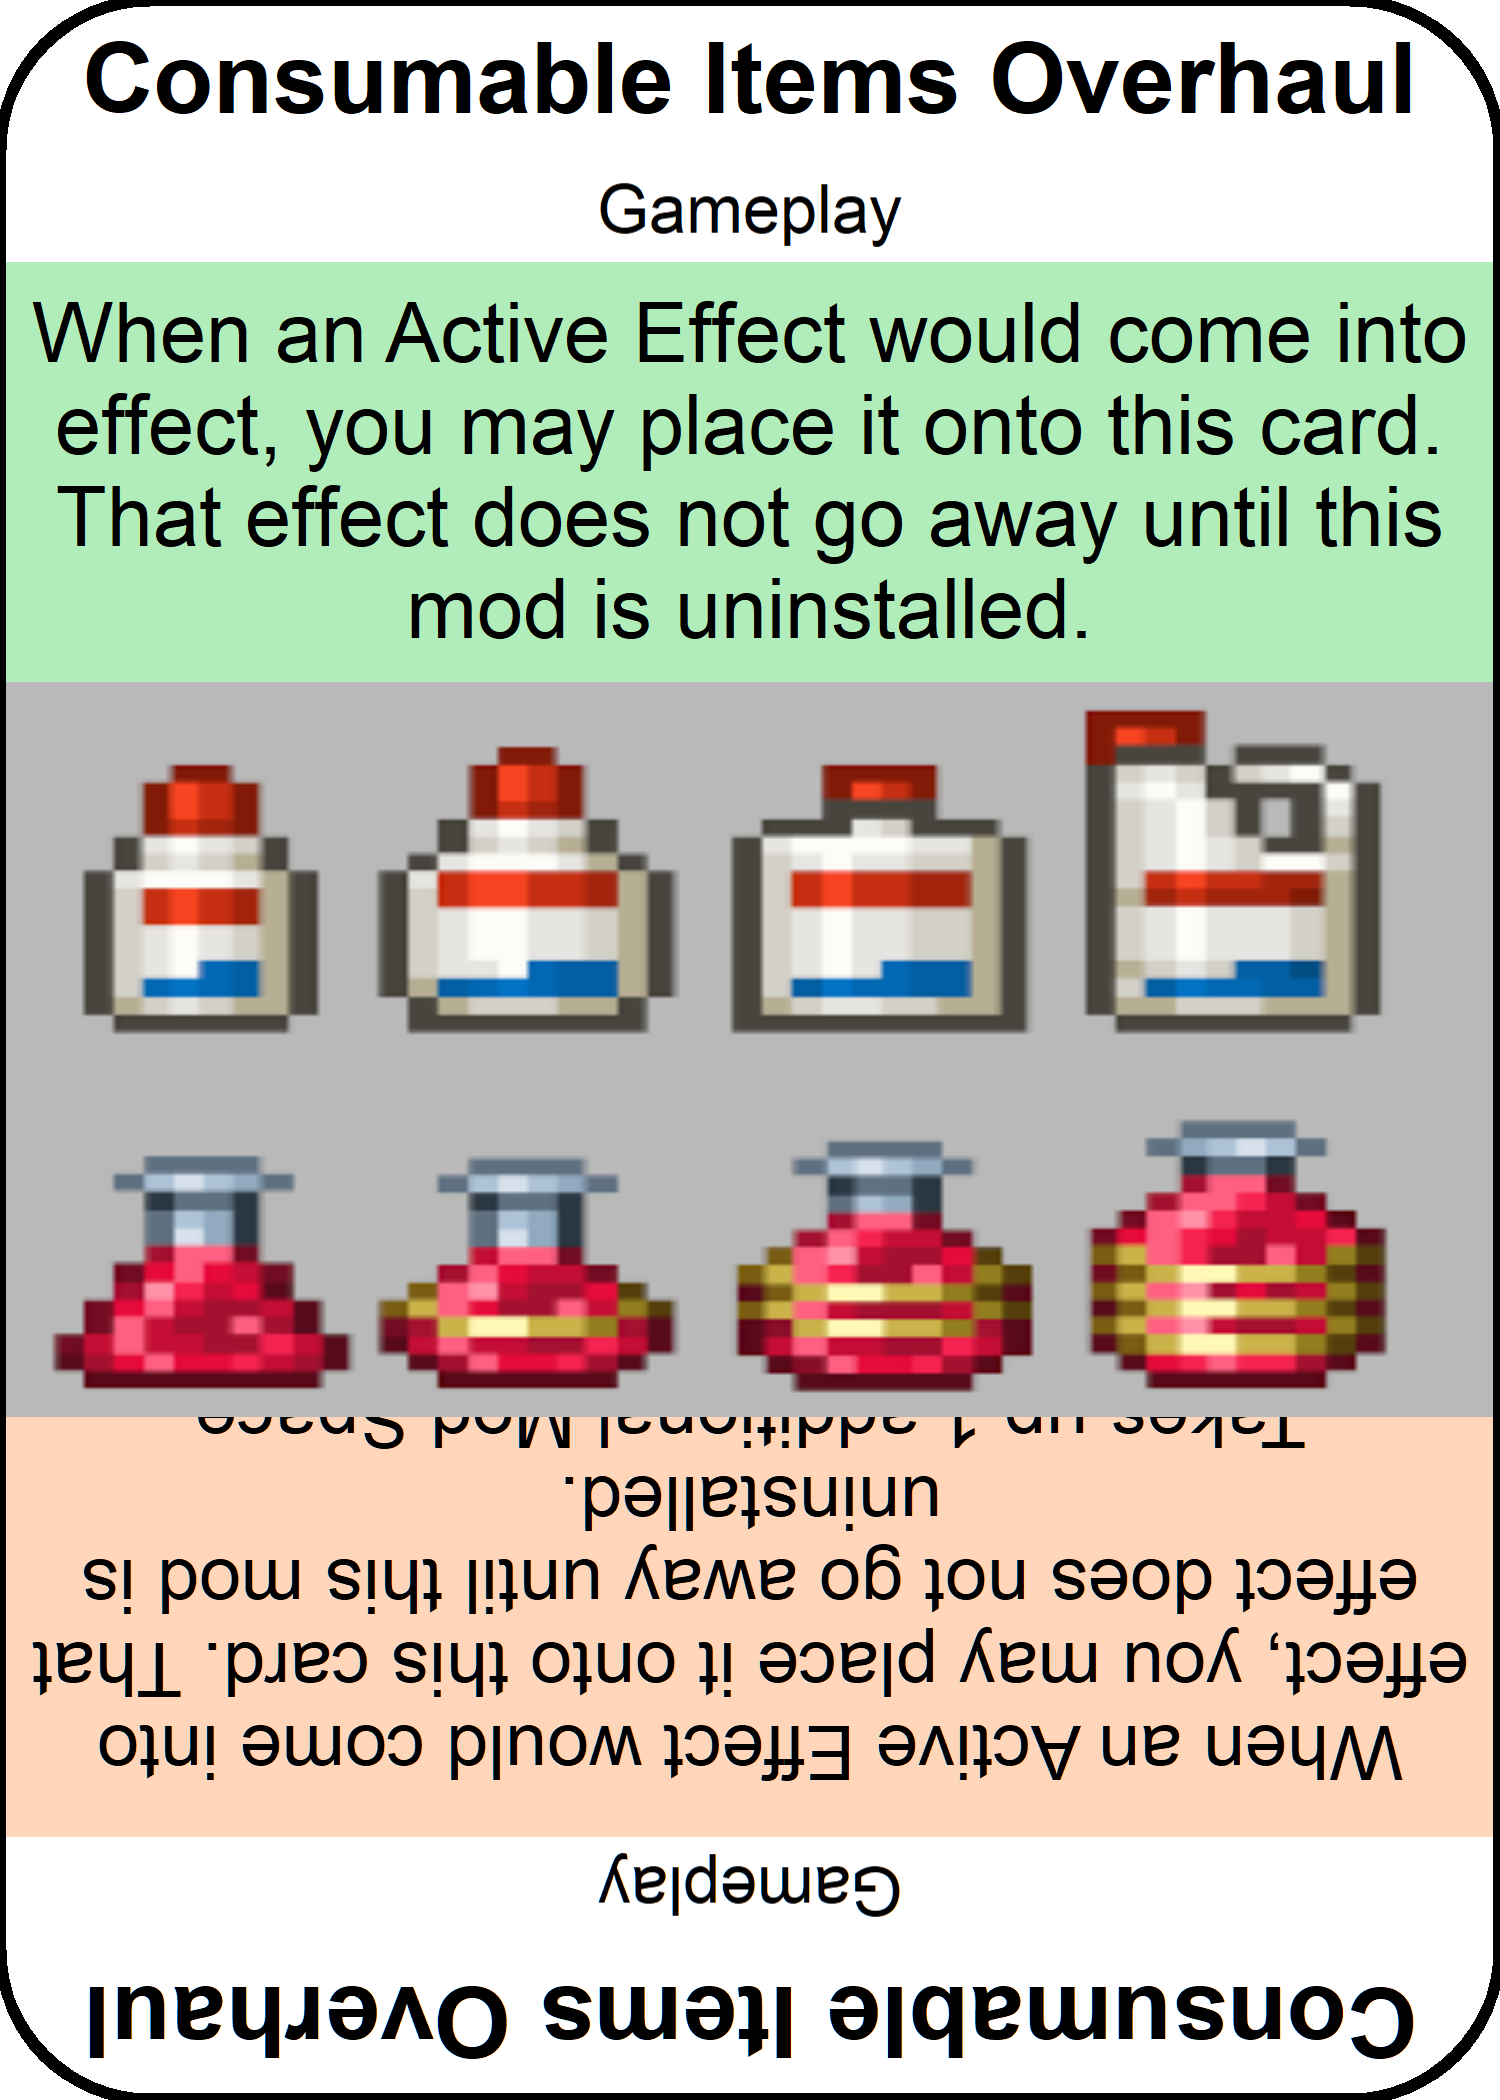 Consumable Items Overhaul
Gameplay
When an Active Effect would come into
effect, you may place it onto this card.
That effect does not go away until this
mod is uninstalled.
Consumable Items Overhaul
Gameplay
When an Active Effect would come into
effect, you may place it onto this card. That
effect does not go away until this mod is
uninstalled.
Takes up 1 additional Mod Space